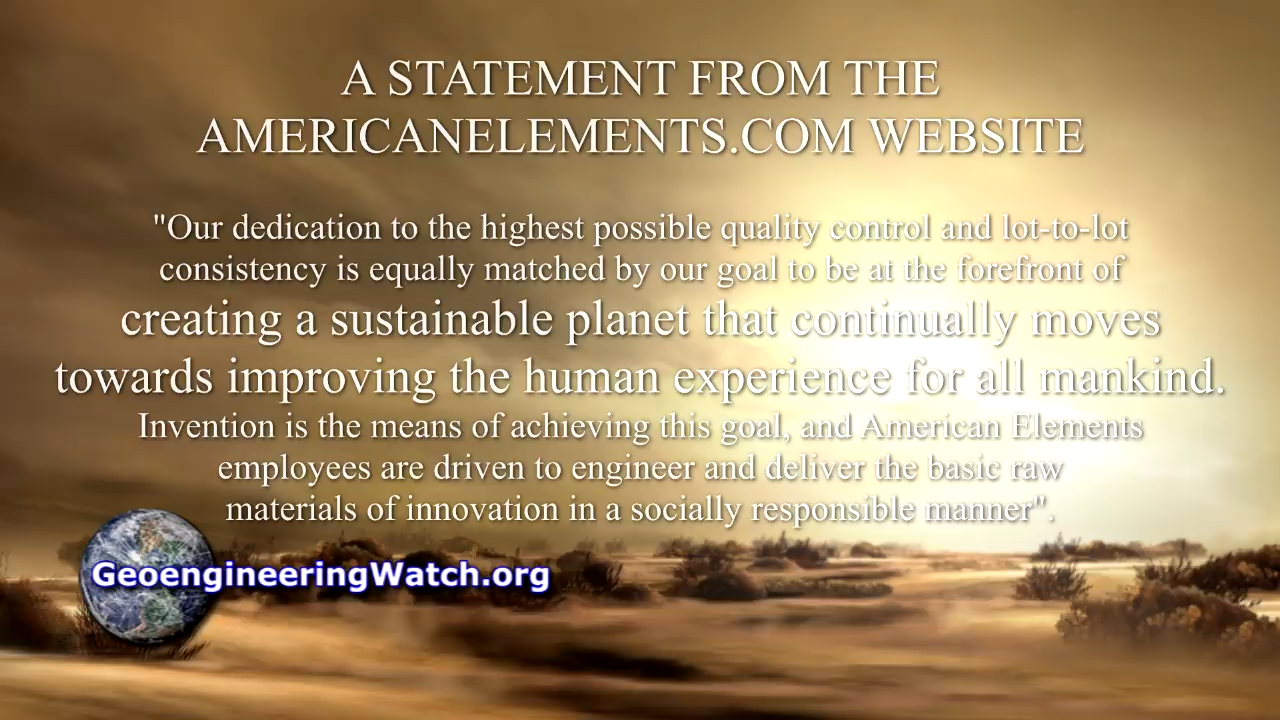 A STATEMENT FROM THE
AMERICANELEMENTS.COM WEBSITE
"Our dedication to the highest possible quality control and lot-to-lot
consistency is equally matched by our goal to be at the forefront of
creating a sustainable planet that continually moves
towards improving the human experience for all mankind.
Invention is the means of achieving this goal, and American Elements
employees are driven to engineer and deliver the basic raw
materials of innovation in a socially responsible manner".
GeoengineeringWatch.org